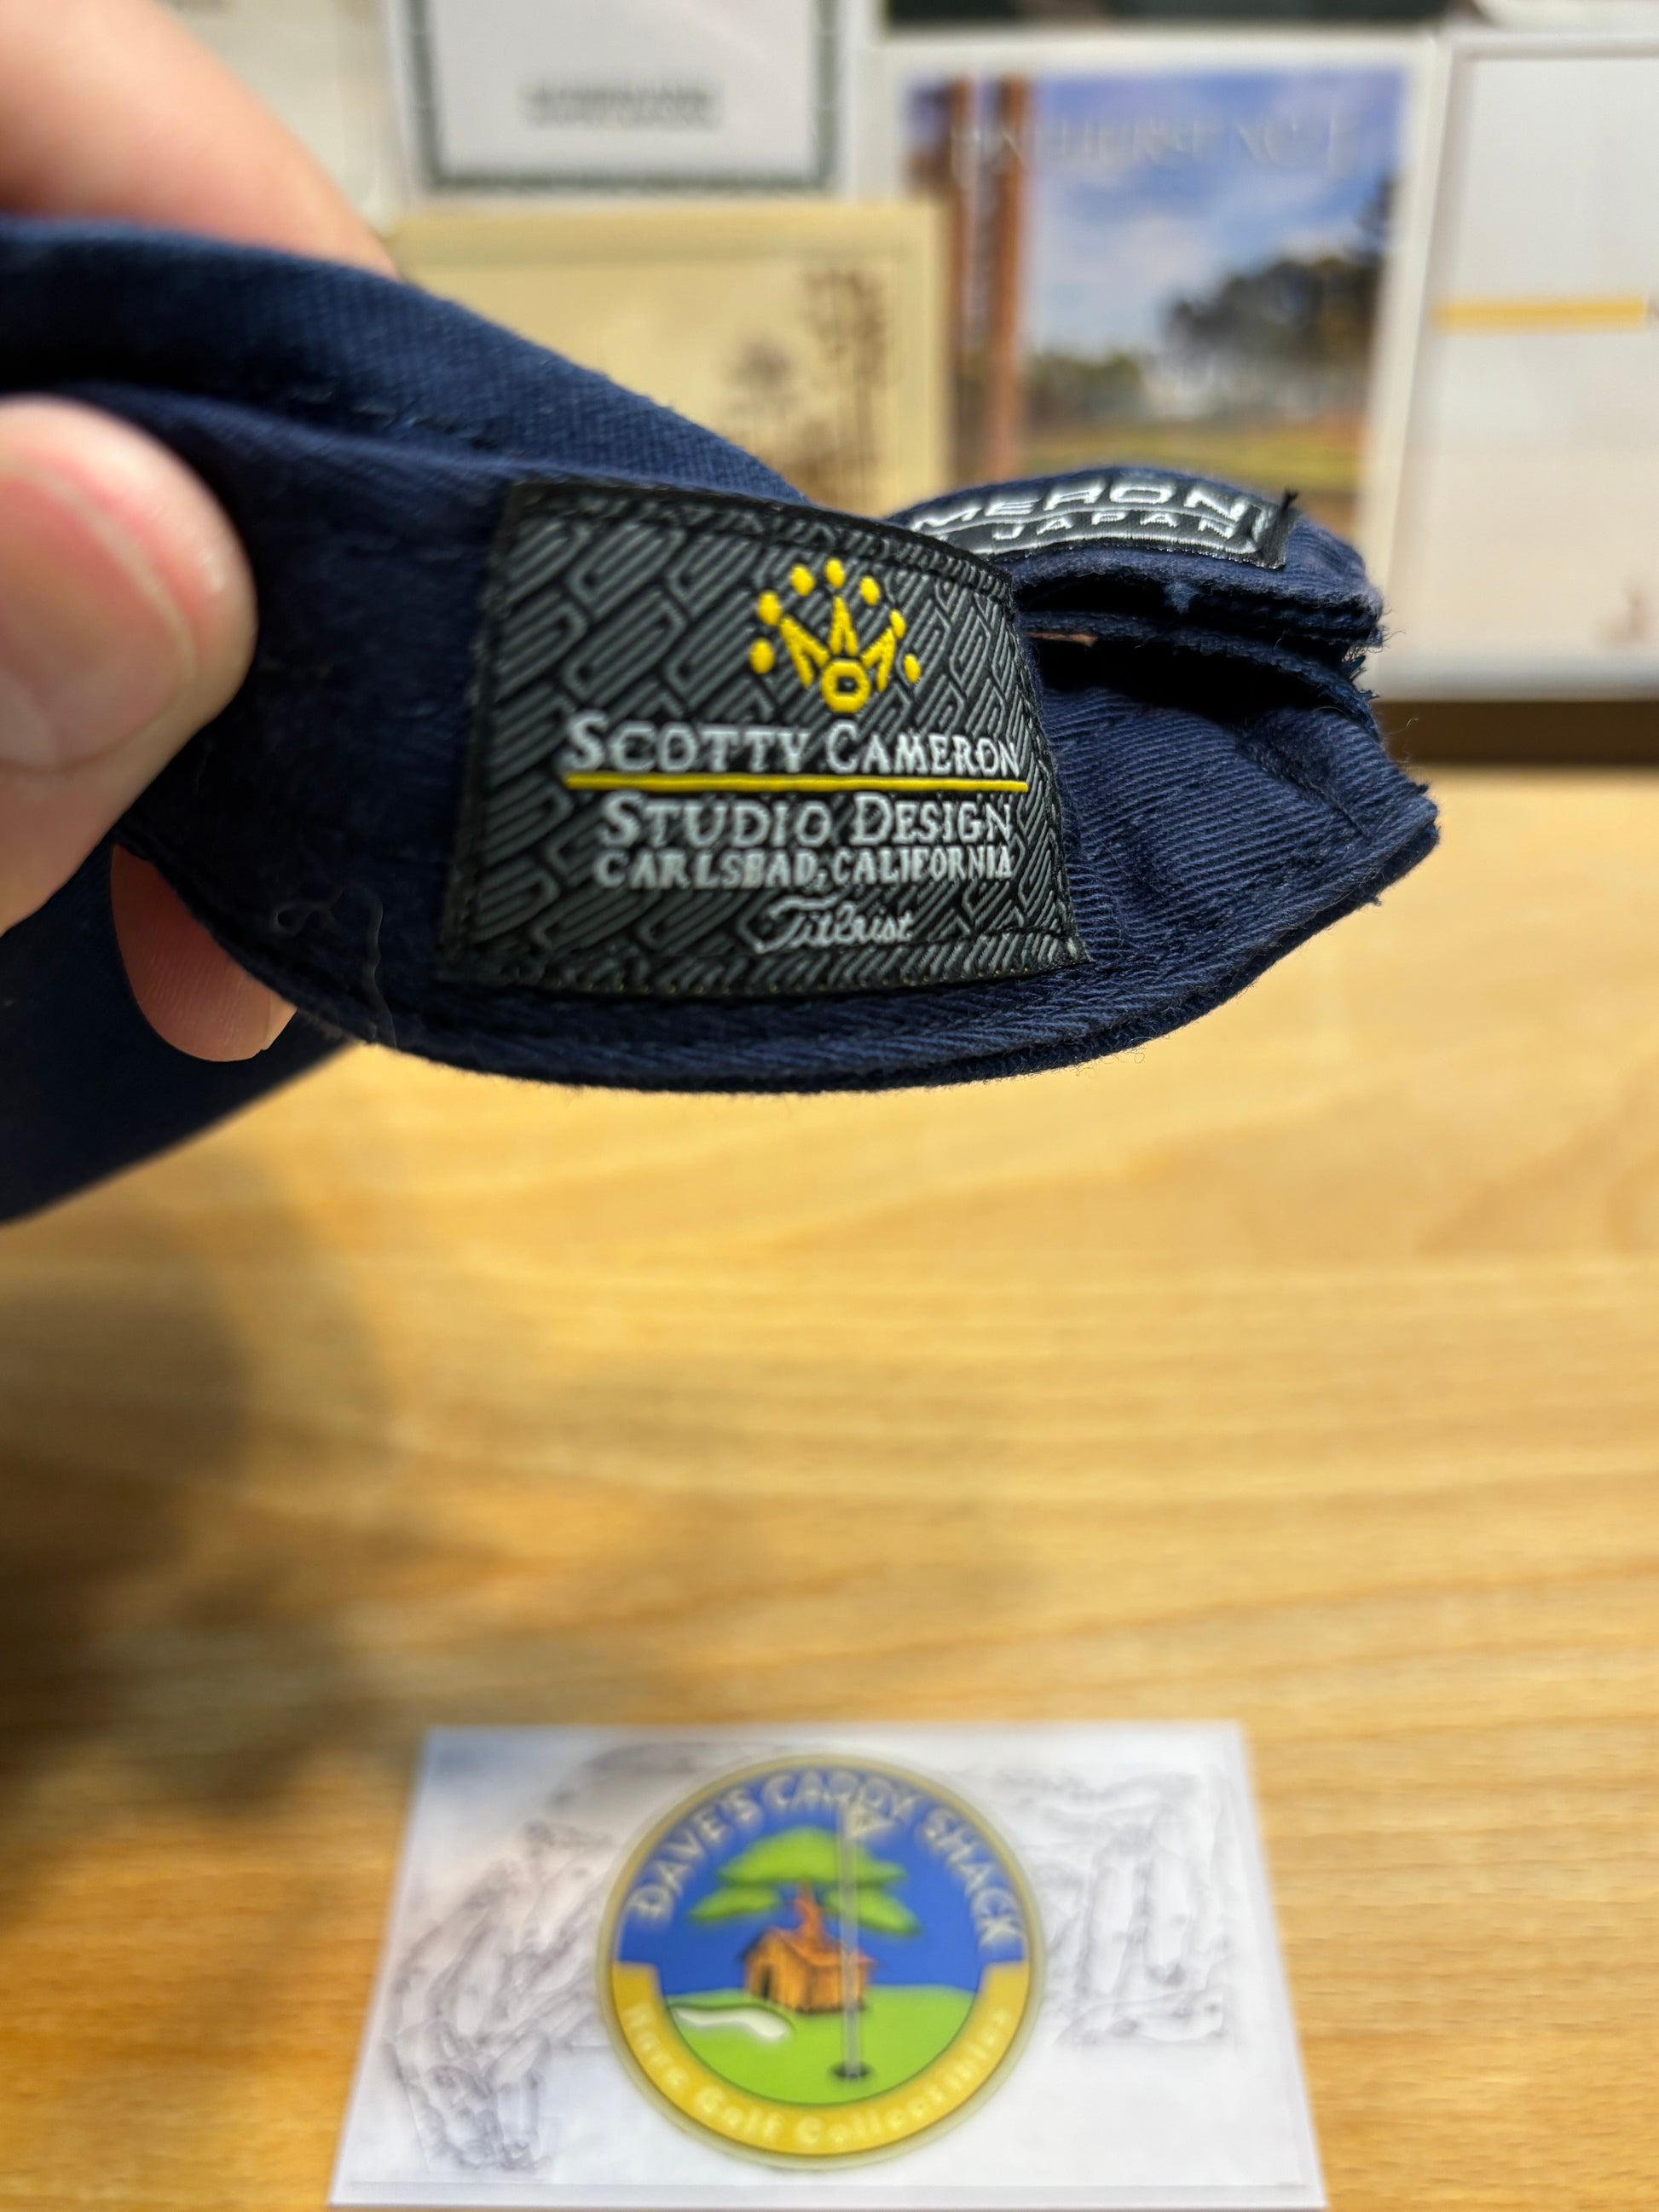 MERON
JAPAN
SCOTTY CAMERON
STUDIO DESIGN
CARLSBAD, CALIFORNIA
Titleist
DAVE'S CADDY SHACK
Rare Golf Collectibles